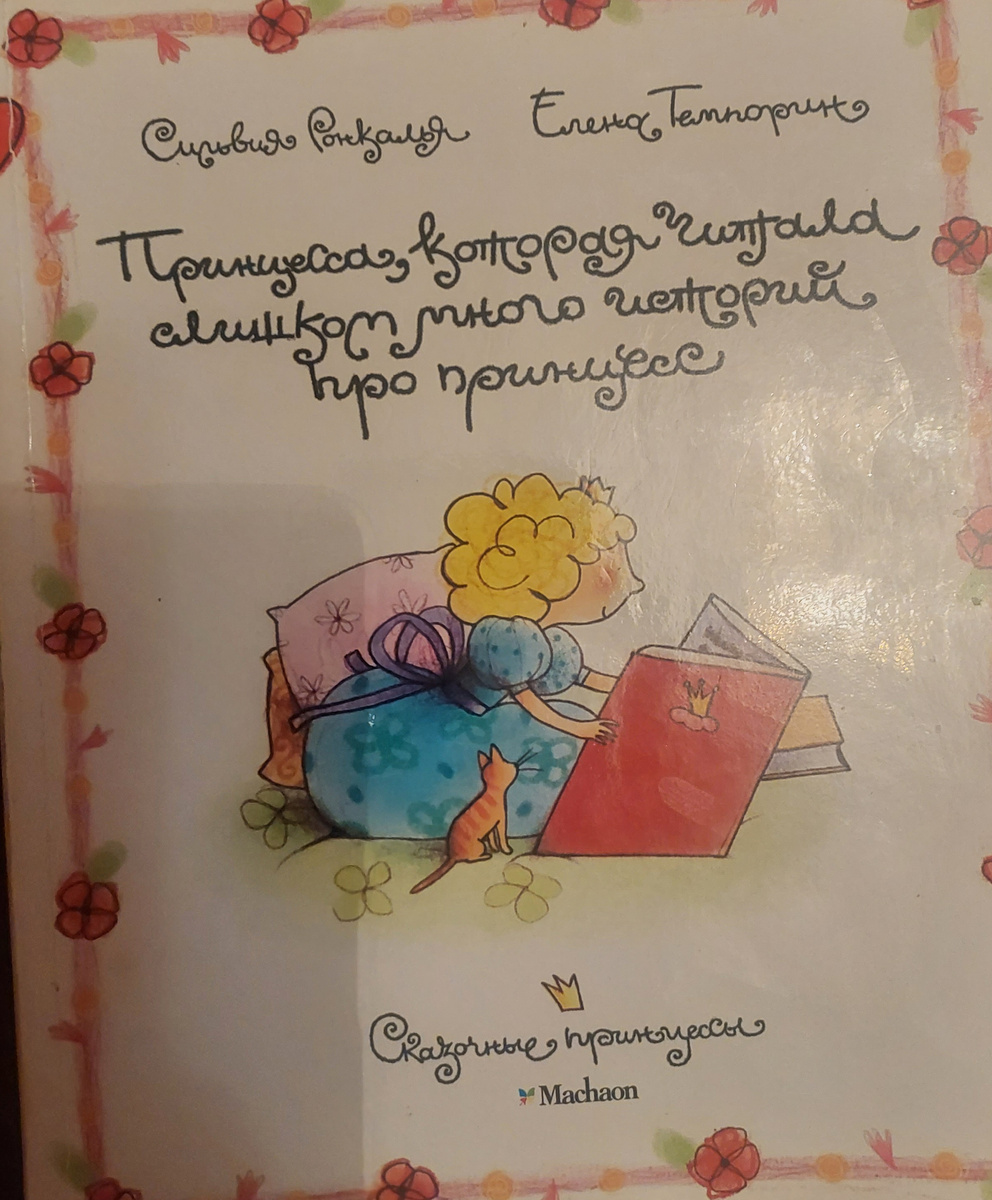 Сильвия Ронкалья Елена Темпорин
Принцесса, которая читала
слишком много историй
про принцесс
Сказочные принцессы
Machaon